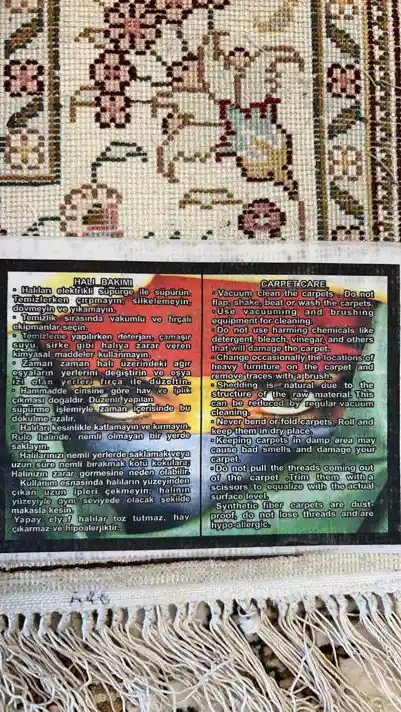 HALI BAKIMI
• Halıları elektrikli süpürge ile süpürün.
Temizlerken çırpmayın, silkelemeyin,
dövmeyin ve yıkamayın.
• Temizlik sırasında vakumlu ve fırçalı
ekipmanlar seçin.
• Temizleme yapılırken deterjan, çamaşır
suyu, sirke gibi halıya zarar veren
kimyasal maddeler kullanmayın.
• Zaman zaman halı üzerindeki ağır
eşyaların yerlerini değiştirin ve eşya
izi olan yerleri fırça ile düzeltin.
• Hammadde cinsine göre hav ve iplik
çıkması doğaldır. Düzenli yapılan
süpürme işlemiyle zaman içerisinde bu
dökülme azalır.
• Halıları kesinlikle katlamayın ve kırmayın.
Rulo halinde, nemli olmayan bir yerde
saklayın.
Halılarınızı nemli yerlerde saklamak veya
uzun süre nemli bırakmak kötü kokulara,
Halınızın zarar görmesine neden olabilir.
Kullanım esnasında halıların yüzeyinden
çıkan uzun ipleri çekmeyin, halının
yüzeyiyle aynı seviyede olacak şekilde
makasla kesin.
Yapay elyaf halılar toz tutmaz, hav
çıkarmaz ve hipoalerjiktir.
CARPET CARE
• Vacuum clean the carpets. Do not
flap, shake, beat or wash the carpets.
• Use vacuuming and brushing
equipment for cleaning.
• Do not use harming chemicals like
detergent, bleach, vinegar and others
that will damage the carpet.
• Change occasonally the locations of
heavy furniture on the carpet and
remove traces with a brush.
• Shedding is natural due to the
structure of the raw material. This
can be reduced by regular vacuum
cleaning.
• Never bend or fold carpets. Roll and
keep them in dry place.
• Keeping carpets in damp area may
cause bad smells and damage your
carpet.
• Do not pull the threads coming out
of the carpet. Trim them with a
scissors to equalize with the actual
surface level.
Synthetic fiber carpets are dust-
proof, do not lose threads and are
hypo-allergic.